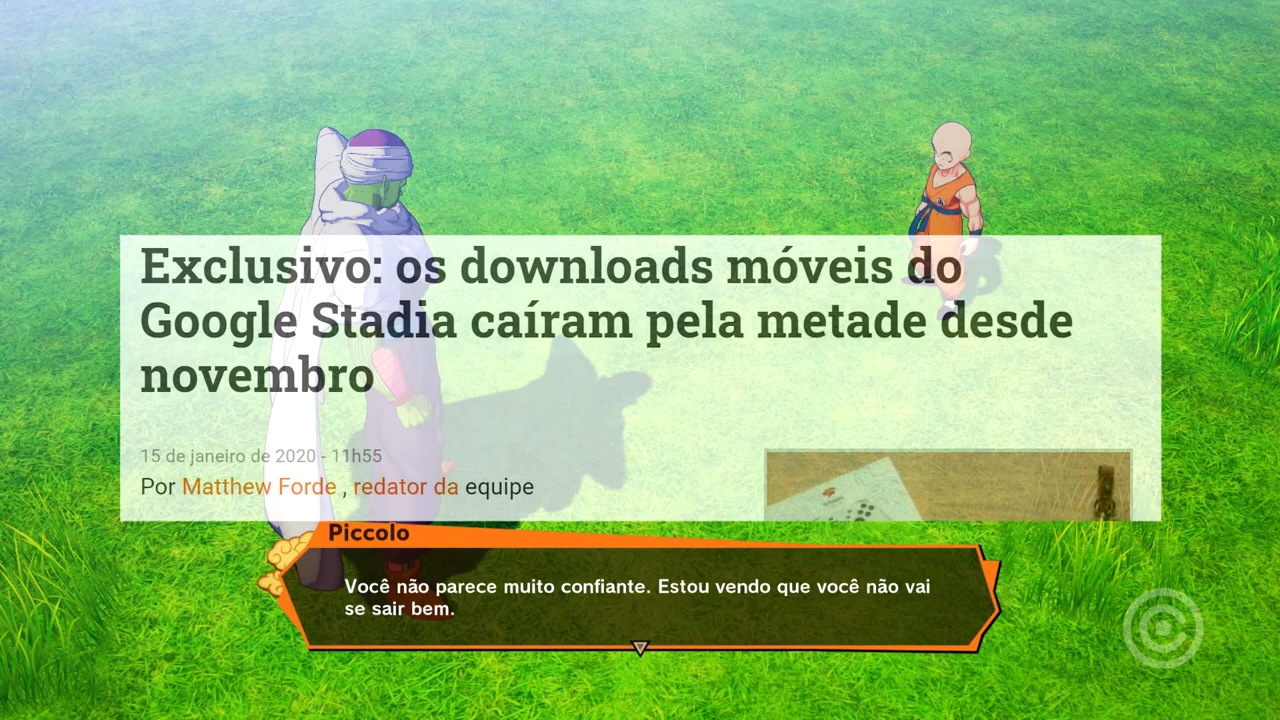 Exclusivo: os downloads móveis do
Google Stadia caíram pela metade desde
novembro
15 de janeiro de 2020 - 11h55
Por Matthew Forde , redator da equipe
Piccolo
Você não parece muito confiante. Estou vendo que você não vai
se sair bem.